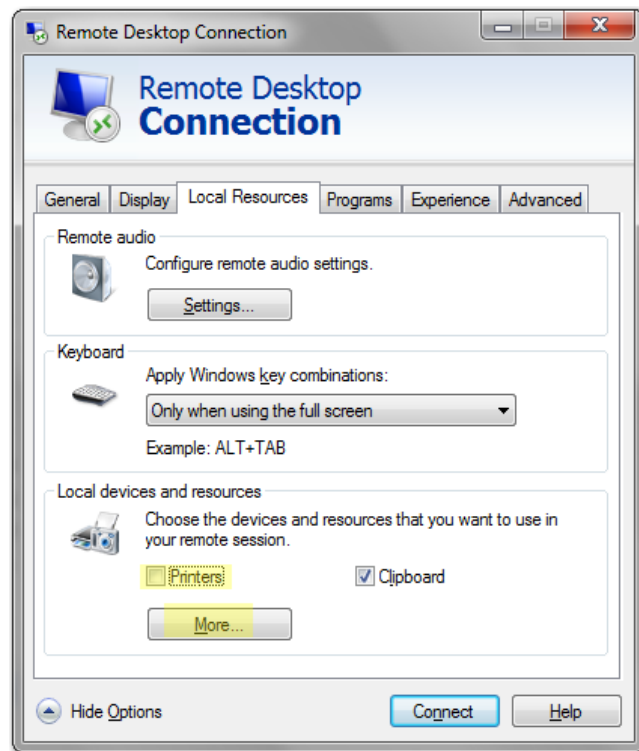 Remote Desktop Connection
Remote Desktop
Connection
General Display Local Resources Programs Experience Advanced
Remote audio
Configure remote audio settings.
Settings...
Keyboard
Apply Windows key combinations:
Only when using the full screen
Example: ALT+TAB
Local devices and resources
Choose the devices and resources that you want to use in
your remote session.
Printers Clipboard
More...
Hide Options Connect Help